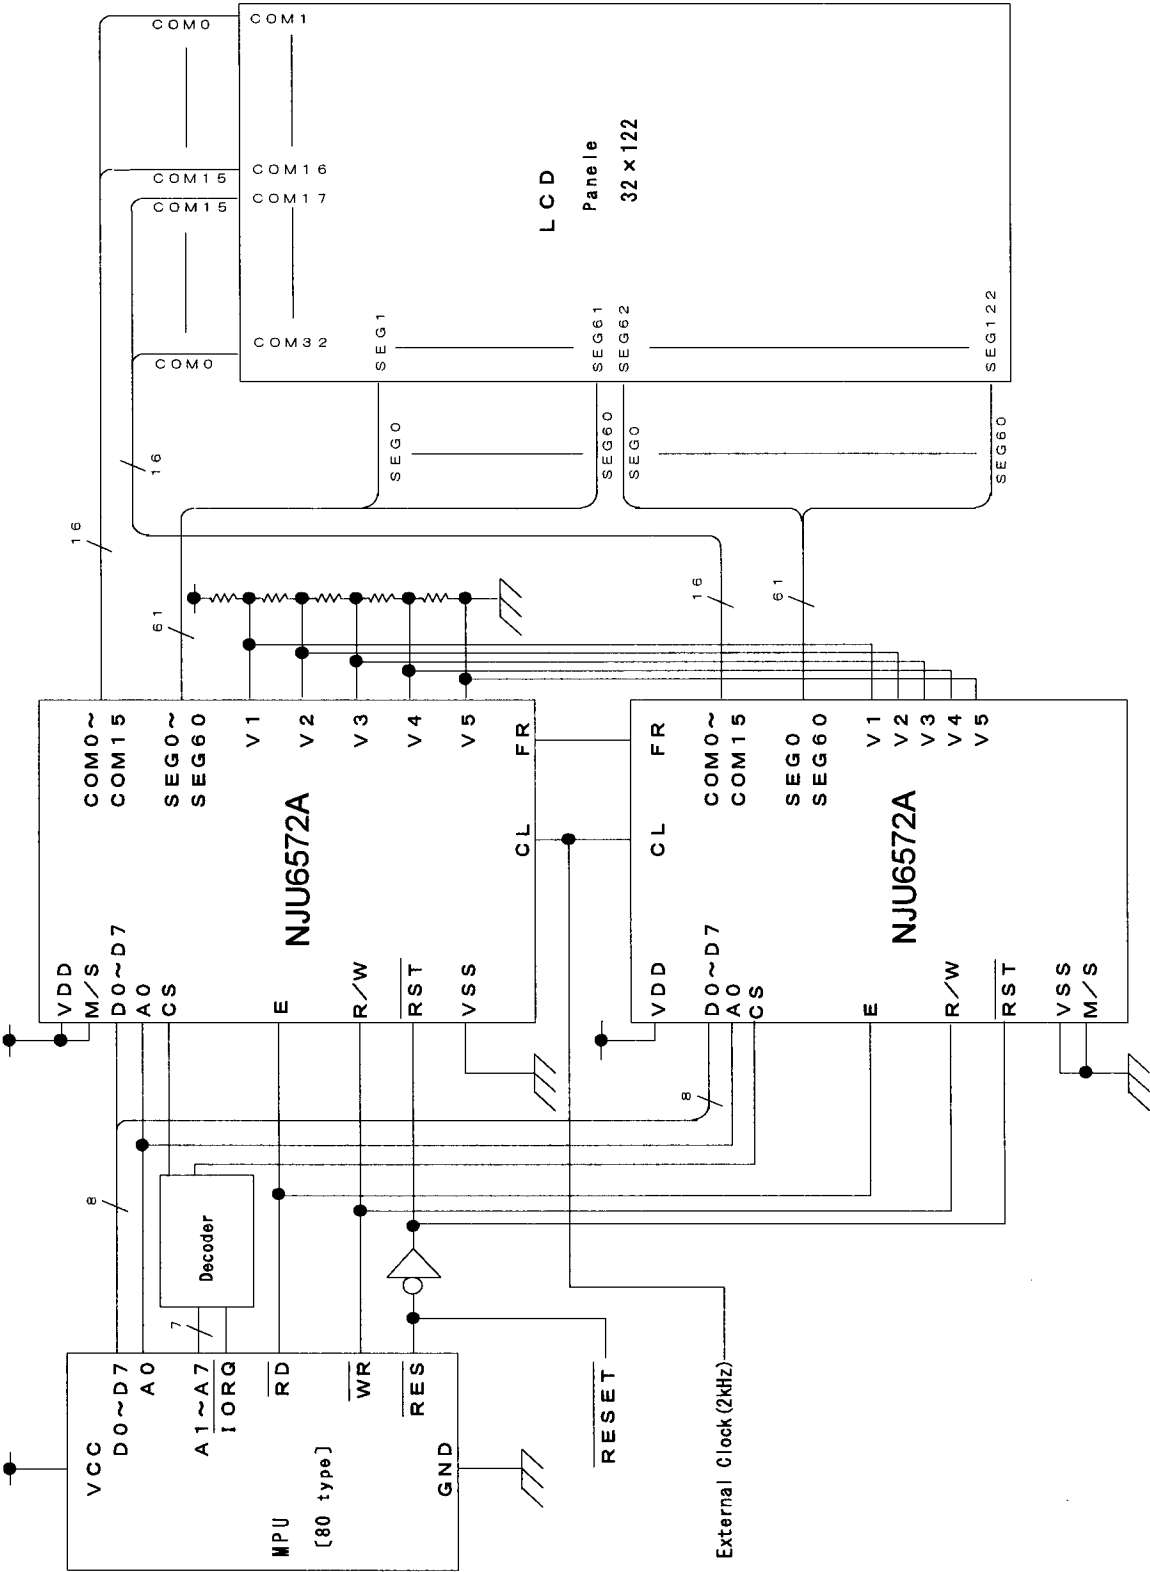 COM0
COM15
COM15
COM0
COM1
COM16
COM17
COM32
LCD
Panele
32×122
SEG1
SEG61
SEG62
SEG122
SEG0
SEG60
SEG0
SEG60
16
16
61
16
61
COM0~
COM15
SEG0~
SEG60
V1
V2
V3
V4
V5
FR
CL
NJU6572A
VDD
M/S
D0~D7
A0
CS
E
R/W
RST
VSS
FR
CL
COM0~
COM15
SEG0
SEG60
V1
V2
V3
V4
V5
NJU6572A
VDD
D0~D7
A0
CS
E
R/W
RST
VSS
M/S
8
8
Decoder
7
VCC
D0~D7
A0
A1~A7
IORQ
RD
WR
RES
GND
MPU
[80 type]
RESET
External Clock(2kHz)